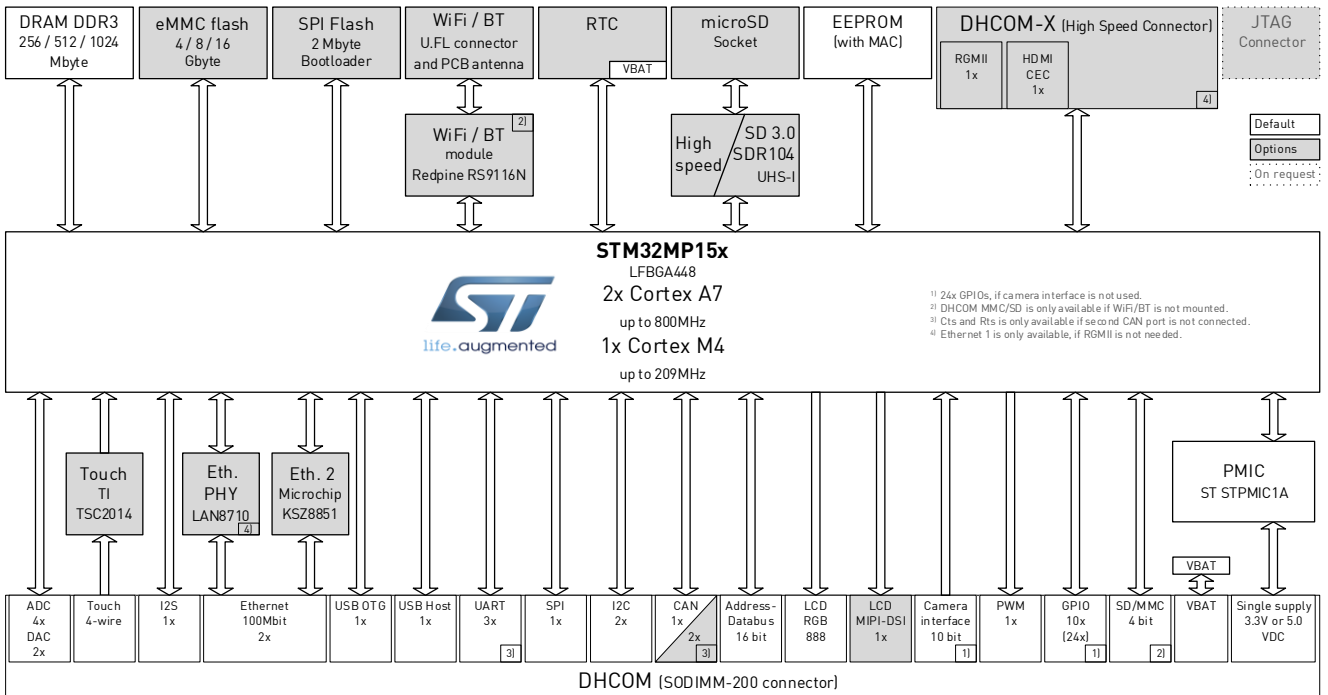 DRAM DDR3
256 / 512 / 1024
Mbyte
eMMC flash
4 / 8 / 16
Gbyte
SPI Flash
2 Mbyte
Bootloader
WiFi / BT
U.FL connector
and PCB antenna
RTC
VBAT
microSD
Socket
EEPROM
(with MAC)
DHCOM-X (High Speed Connector)
RGMII
1x
HDMI
CEC
1x
4)
JTAG
Connector
WiFi / BT
2)
module
Redpine RS9116N
High
speed
SD 3.0
SDR104
UHS-I
Default
Options
On request
STM32MP15x
LFBGA448
2x Cortex A7
up to 800MHz
1x Cortex M4
up to 209MHz
ST
life.augmented
1) 24x GPIOs, if camera interface is not used.
2) DHCOM MMC/SD is only available if WiFi/BT is not mounted.
3) Cts and Rts is only available if second CAN port is not connected.
4) Ethernet 1 is only available, if RGMII is not needed.
Touch
TI
TSC2014
Eth.
PHY
LAN8710
4)
Eth. 2
Microchip
KSZ8851
PMIC
ST STPMIC1A
VBAT
ADC
4x
DAC
2x
Touch
4-wire
I2S
1x
Ethernet
100Mbit
2x
USB OTG
1x
USB Host
1x
UART
3x
3)
SPI
1x
I2C
2x
CAN
1x
2x
3)
Address-
Databus
16 bit
LCD
RGB
888
LCD
MIPI-DSI
1x
Camera
interface
10 bit
1)
PWM
1x
GPIO
10x
(24x)
1)
SD/MMC
4 bit
2)
VBAT
Single supply
3.3V or 5.0
VDC
DHCOM (SODIMM-200 connector)